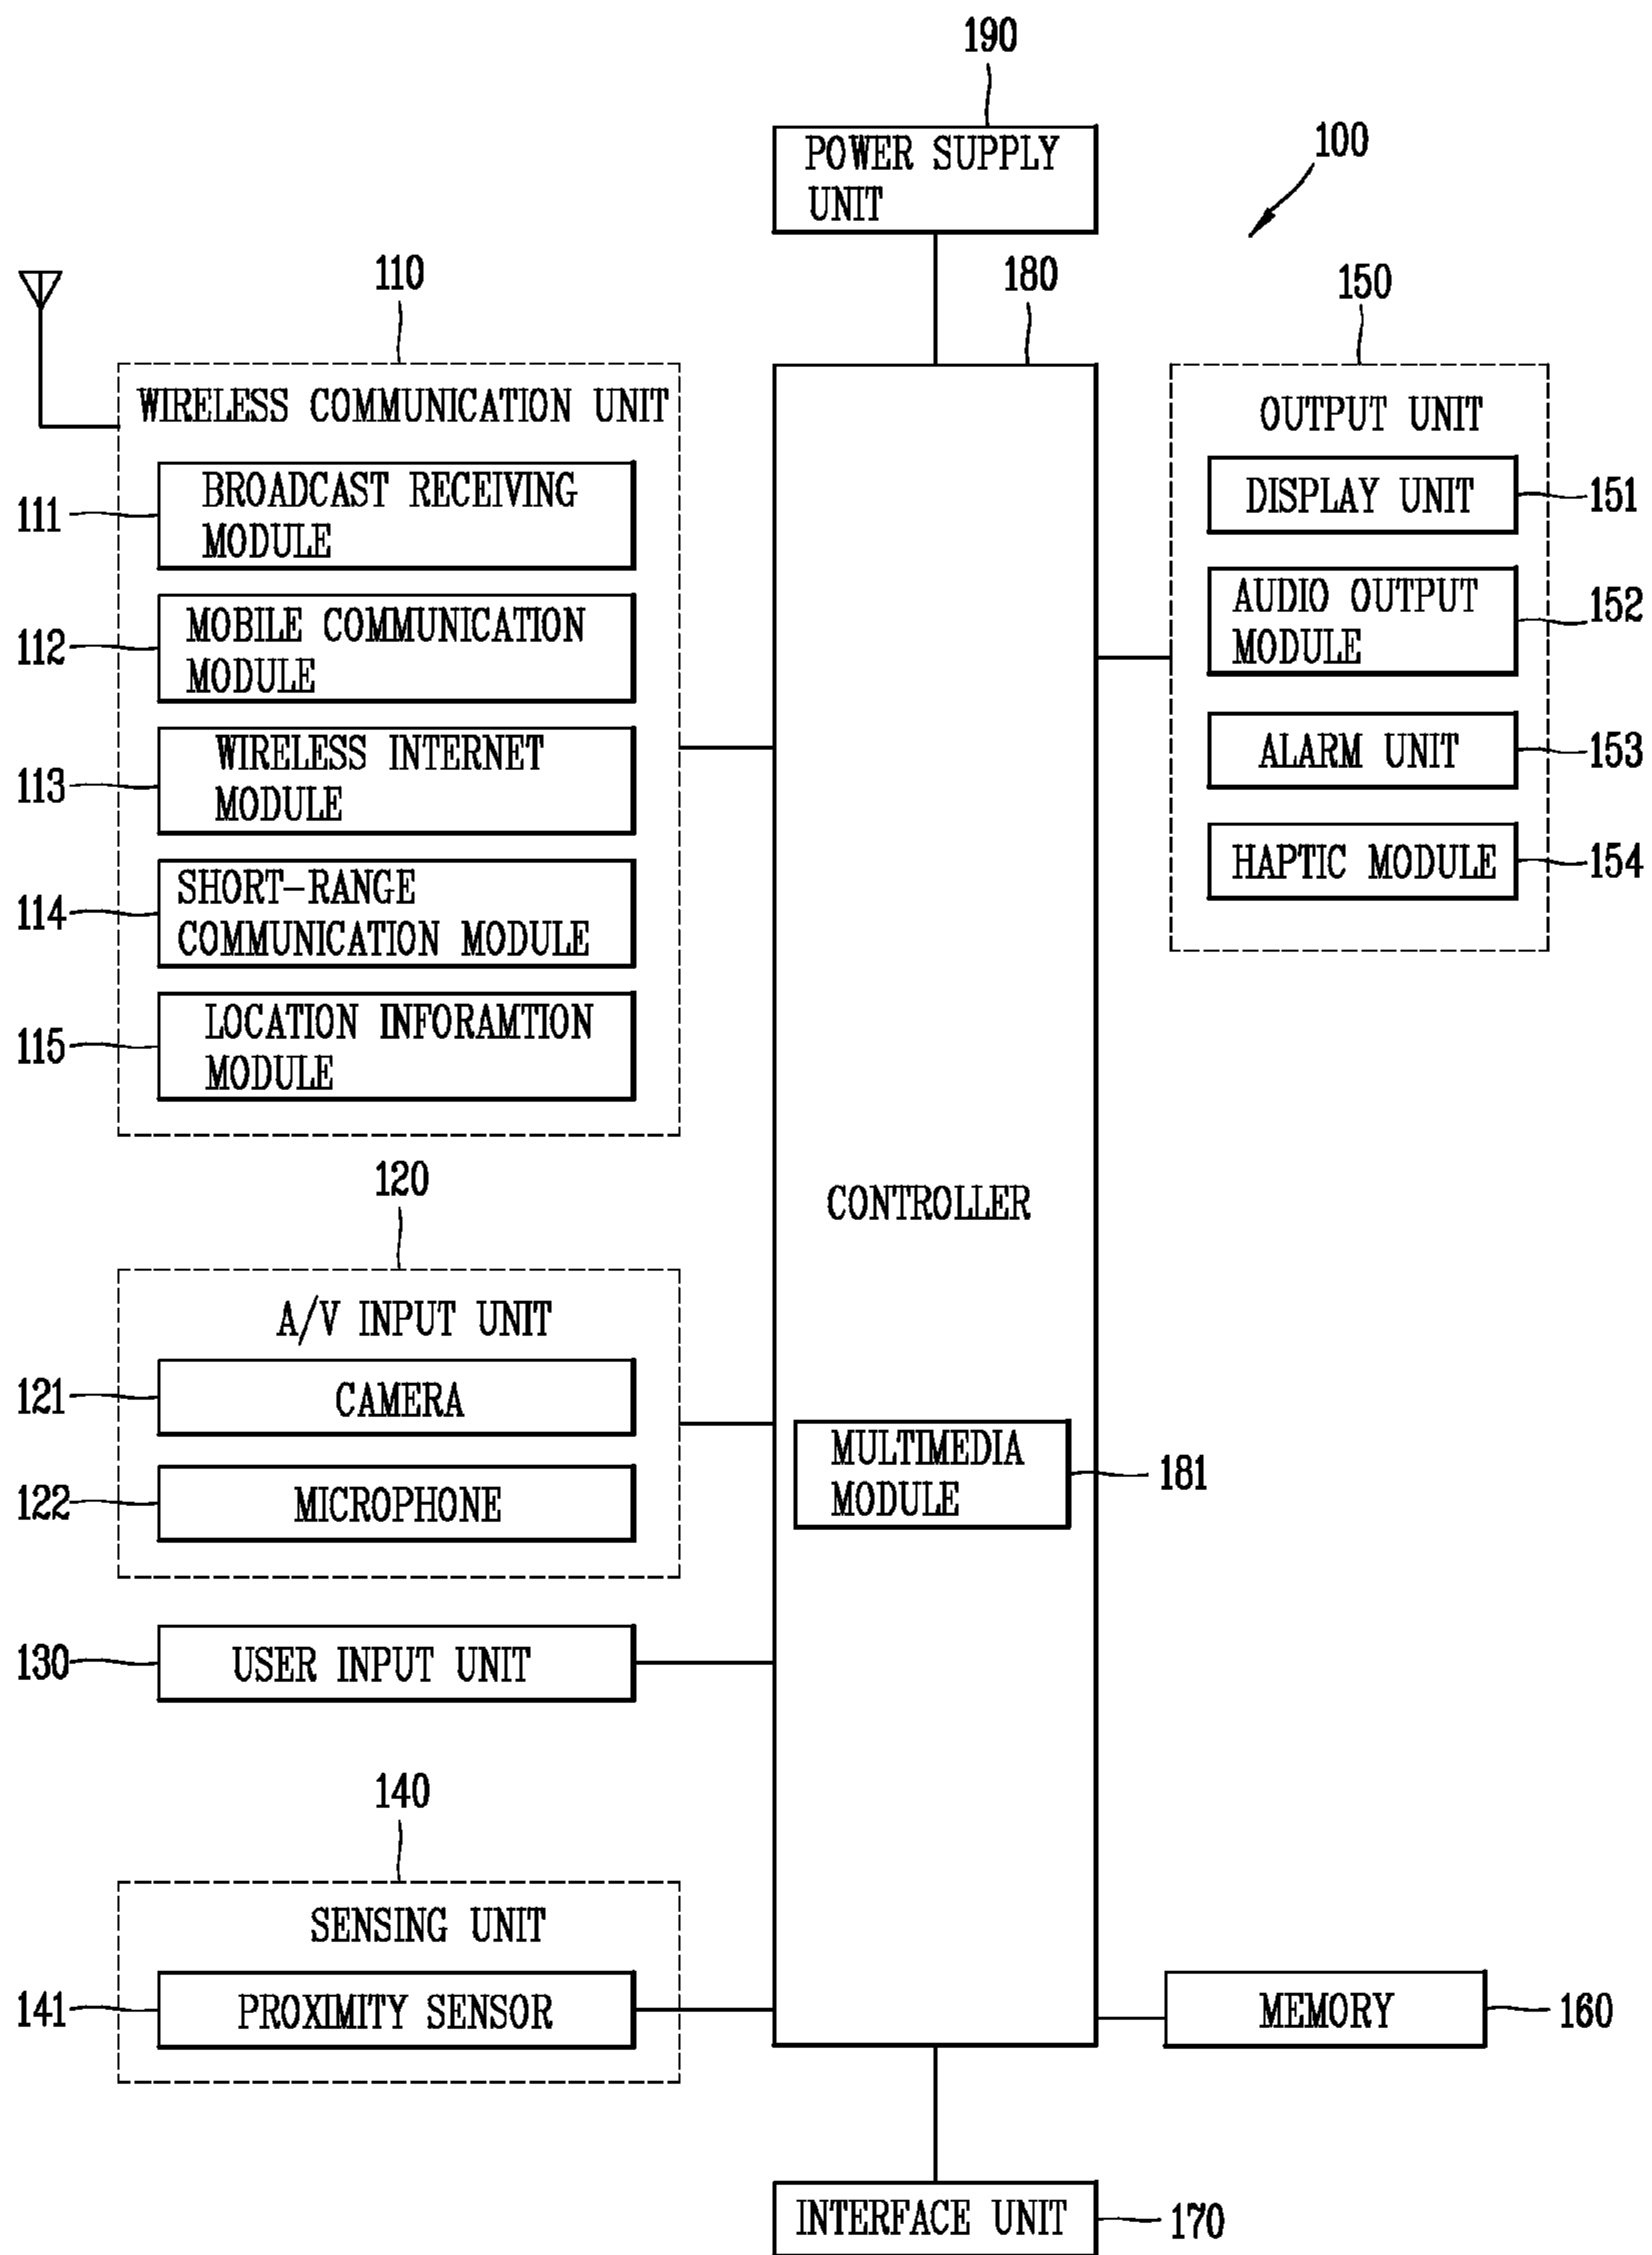 190
POWER SUPPLY
UNIT
100
110
180
150
WIRELESS COMMUNICATION UNIT
111
BROADCAST RECEIVING
MODULE
112
MOBILE COMMUNICATION
MODULE
113
WIRELESS INTERNET
MODULE
114
SHORT-RANGE
COMMUNICATION MODULE
115
LOCATION INFORAMTION
MODULE
OUTPUT UNIT
DISPLAY UNIT
151
AUDIO OUTPUT
MODULE
152
ALARM UNIT
153
HAPTIC MODULE
154
CONTROLLER
MULTIMEDIA
MODULE
181
120
A/V INPUT UNIT
121
CAMERA
122
MICROPHONE
130
USER INPUT UNIT
140
SENSING UNIT
141
PROXIMITY SENSOR
MEMORY
160
INTERFACE UNIT
170